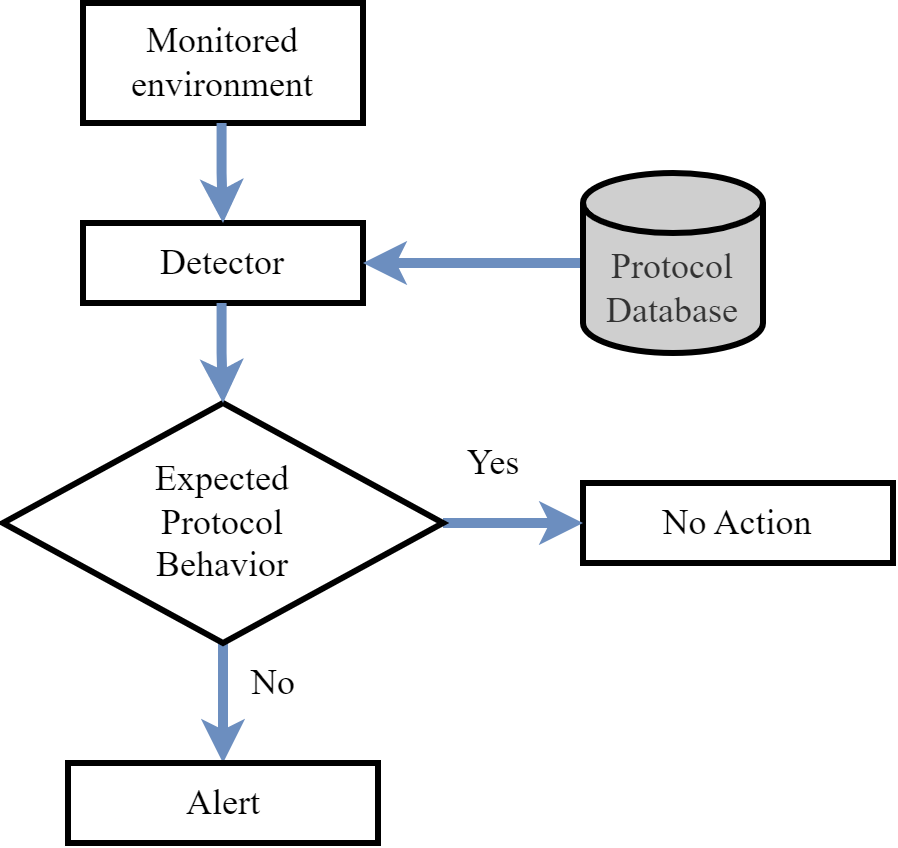 Monitored
environment
Detector
Protocol
Database
Expected
Protocol
Behavior
Yes
No Action
No
Alert